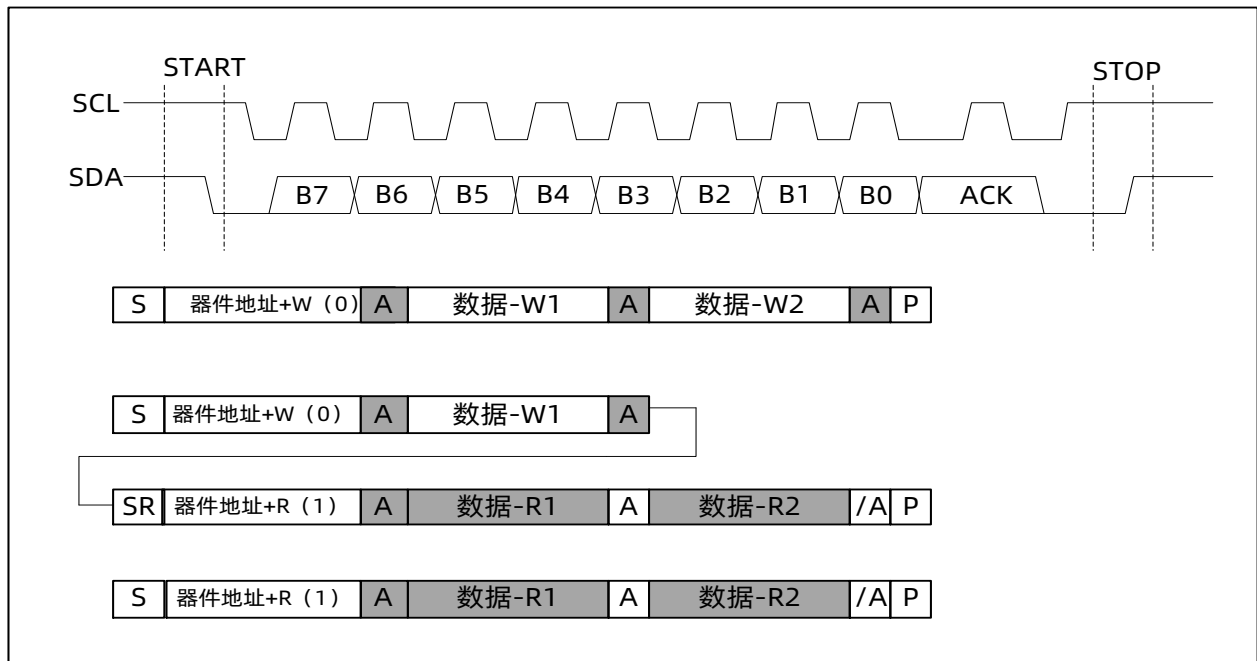 START
STOP
SCL
SDA
B7 B6 B5 B4 B3 B2 B1 B0 ACK
S 器件地址+W（0） A 数据-W1 A 数据-W2 A P
S 器件地址+W（0） A 数据-W1 A
SR 器件地址+R（1） A 数据-R1 A 数据-R2 /A P
S 器件地址+R（1） A 数据-R1 A 数据-R2 /A P